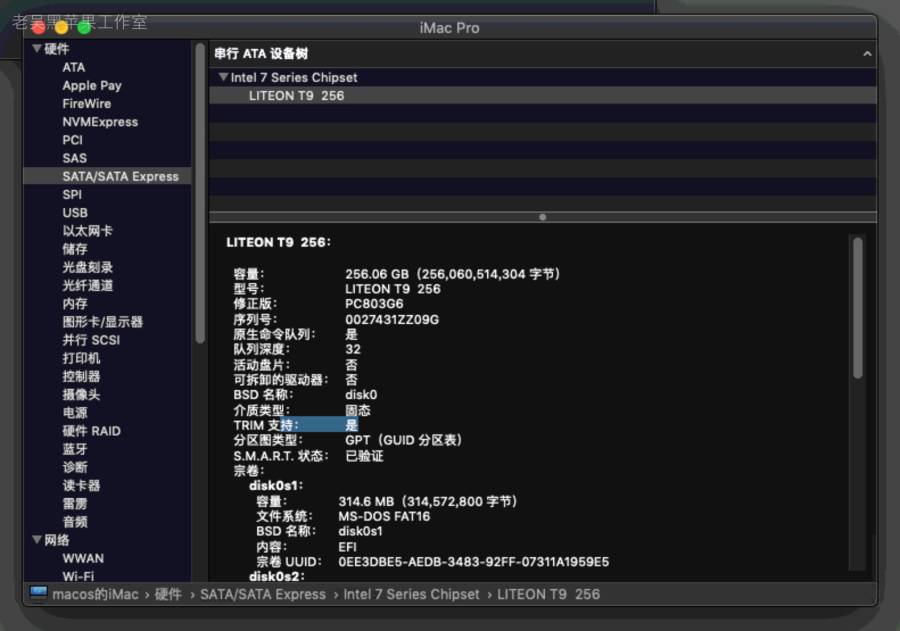 老吴黑苹果工作室
iMac Pro
硬件
ATA
Apple Pay
FireWire
NVMExpress
PCI
SAS
SATA/SATA Express
SPI
USB
以太网卡
储存
光盘刻录
光纤通道
内存
图形卡/显示器
并行 SCSI
打印机
控制器
摄像头
电源
硬件 RAID
蓝牙
诊断
读卡器
雷雳
音频
网络
WWAN
Wi-Fi
串行 ATA 设备树
Intel 7 Series Chipset
LITEON T9 256
LITEON T9 256:
容量: 256.06 GB（256,060,514,304 字节）
型号: LITEON T9 256
修正版: PC803G6
序列号: 0027431ZZ09G
原生命令队列: 是
队列深度: 32
活动盘片: 否
可拆卸的驱动器: 否
BSD 名称: disk0
介质类型: 固态
TRIM 支持: 是
分区图类型: GPT（GUID 分区表）
S.M.A.R.T. 状态: 已验证
宗卷:
disk0s1:
容量: 314.6 MB（314,572,800 字节）
文件系统: MS-DOS FAT16
BSD 名称: disk0s1
内容: EFI
宗卷 UUID: 0EE3DBE5-AEDB-3483-92FF-07311A1959E5
disk0s2:
macos的iMac › 硬件 › SATA/SATA Express › Intel 7 Series Chipset › LITEON T9 256